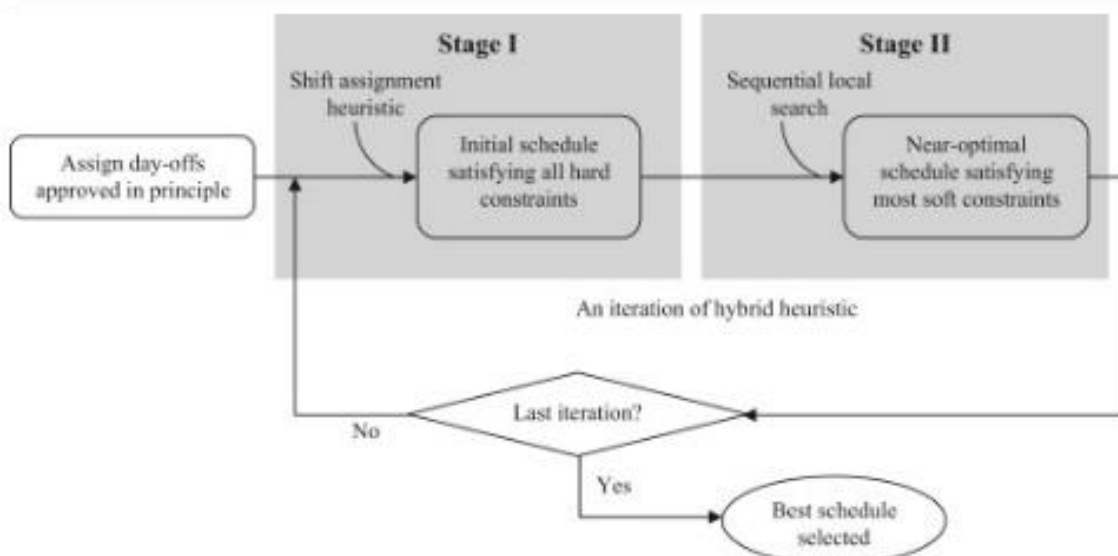 Stage I
Stage II
Shift assignment
heuristic
Sequential local
search
Assign day-offs
approved in principle
Initial schedule
satisfying all hard
constraints
Near-optimal
schedule satisfying
most soft constraints
An iteration of hybrid heuristic
Last iteration?
No
Yes
Best schedule
selected